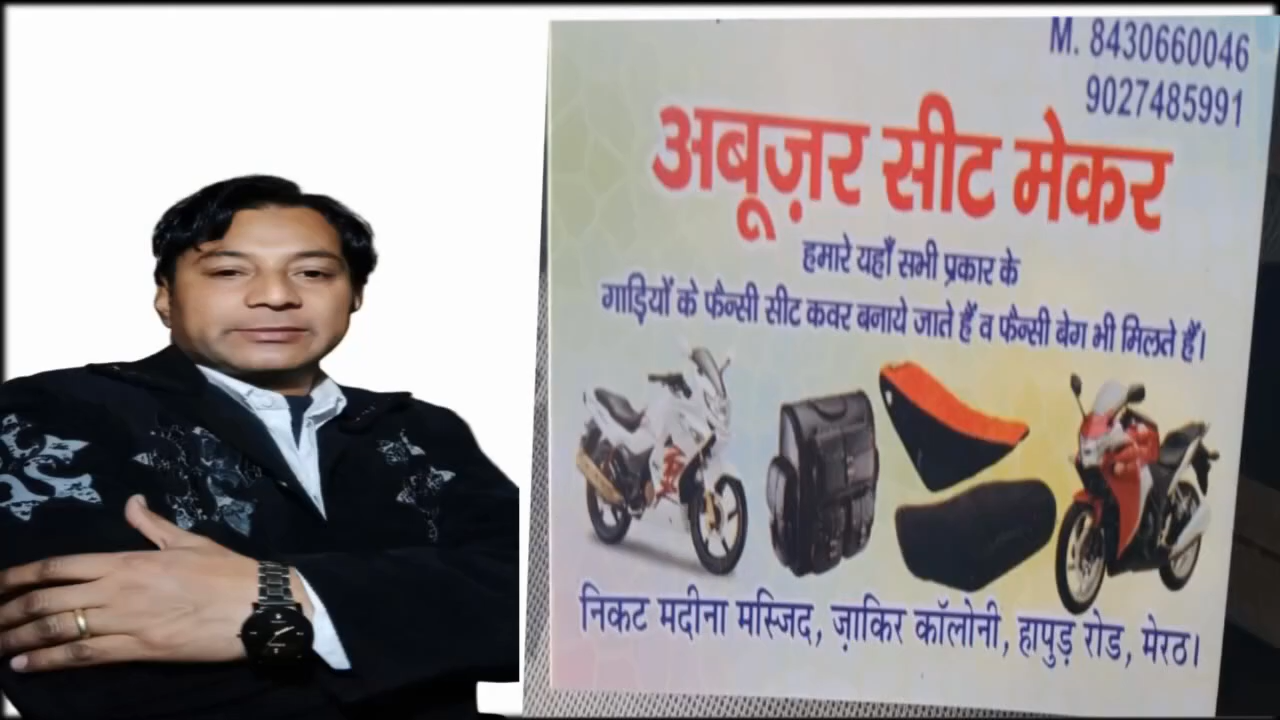 M. 8430660046
9027485991
अबूज़र सीट मेकर
हमारे यहाँ सभी प्रकार के
गाड़ियों के फैन्सी सीट कवर बनाये जाते हैं व फैन्सी बेग भी मिलते हैं।
निकट मदीना मस्जिद, ज़ाकिर कॉलोनी, हापुड़ रोड, मेरठ।